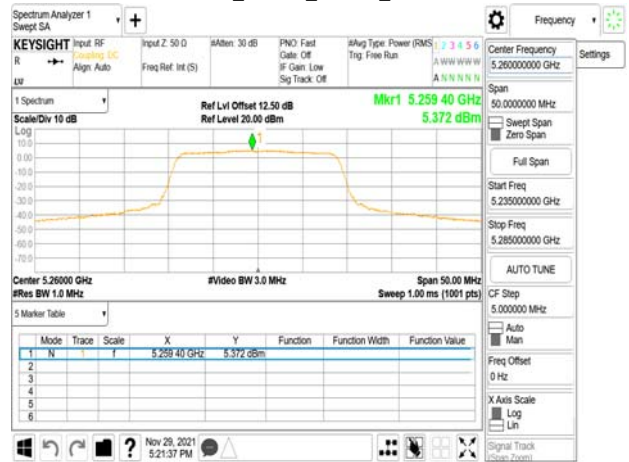 Spectrum Analyzer 1
Swept SA
KEYSIGHT
R
Input: RF
Coupling: DC
Align: Auto
Input Z: 50 Ω
Freq Ref: Int (S)
#Atten: 30 dB
PNO: Fast
Gate: Off
IF Gain: Low
Sig Track: Off
#Avg Type: Power (RMS
Trig: Free Run
1 2 3 4 5 6
A W W W W W
A N N N N N
1 Spectrum
Scale/Div 10 dB
Ref Lvl Offset 12.50 dB
Ref Level 20.00 dBm
Mkr1 5.259 40 GHz
5.372 dBm
Log
1
10.0
0.00
-10.0
-20.0
-30.0
-40.0
-50.0
-60.0
-70.0
Center 5.26000 GHz
#Res BW 1.0 MHz
#Video BW 3.0 MHz
Span 50.00 MHz
Sweep 1.00 ms (1001 pts)
5 Marker Table
Mode Trace Scale X Y Function Function Width Function Value
1 N 1 f 5.259 40 GHz 5.372 dBm
2
3
4
5
6
Nov 29, 2021
5:21:37 PM
Frequency
Settings
Center Frequency
5.260000000 GHz
Span
50.0000000 MHz
Swept Span
Zero Span
Full Span
Start Freq
5.235000000 GHz
Stop Freq
5.285000000 GHz
AUTO TUNE
CF Step
5.000000 MHz
Auto
Man
Freq Offset
0 Hz
X Axis Scale
Log
Lin
Signal Track
(Span Zoom)